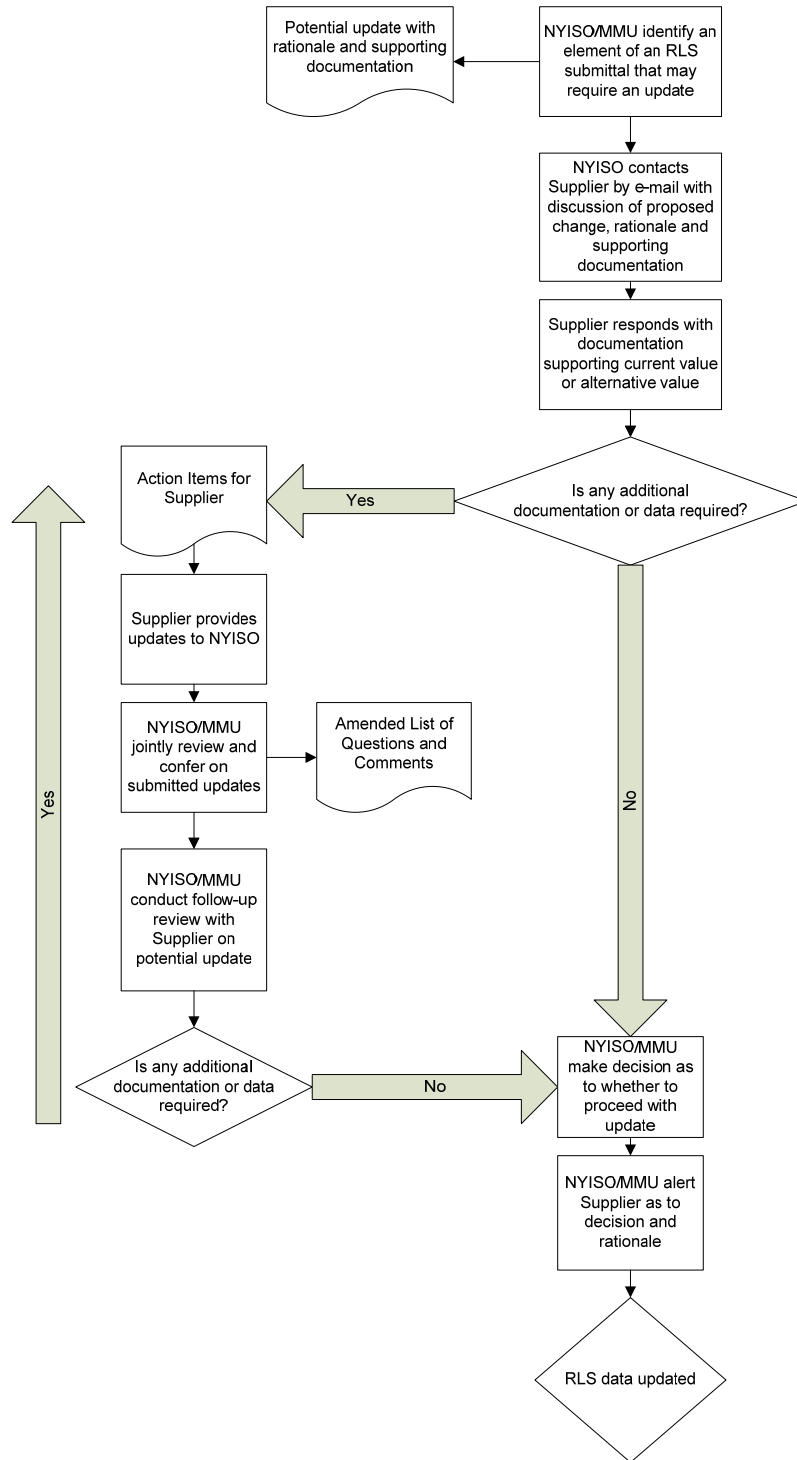 Potential update with
rationale and supporting
documentation
NYISO/MMU identify an
element of an RLS
submittal that may
require an update
NYISO contacts
Supplier by e-mail with
discussion of proposed
change, rationale and
supporting
documentation
Supplier responds with
documentation
supporting current value
or alternative value
Is any additional
documentation or data required?
Yes
Action Items for
Supplier
Supplier provides
updates to NYISO
NYISO/MMU
jointly review and
confer on
submitted updates
Amended List of
Questions and
Comments
NYISO/MMU
conduct follow-up
review with
Supplier on
potential update
Is any additional
documentation or data
required?
Yes
No
No
NYISO/MMU
make decision as
to whether to
proceed with
update
NYISO/MMU alert
Supplier as to
decision and
rationale
RLS data updated